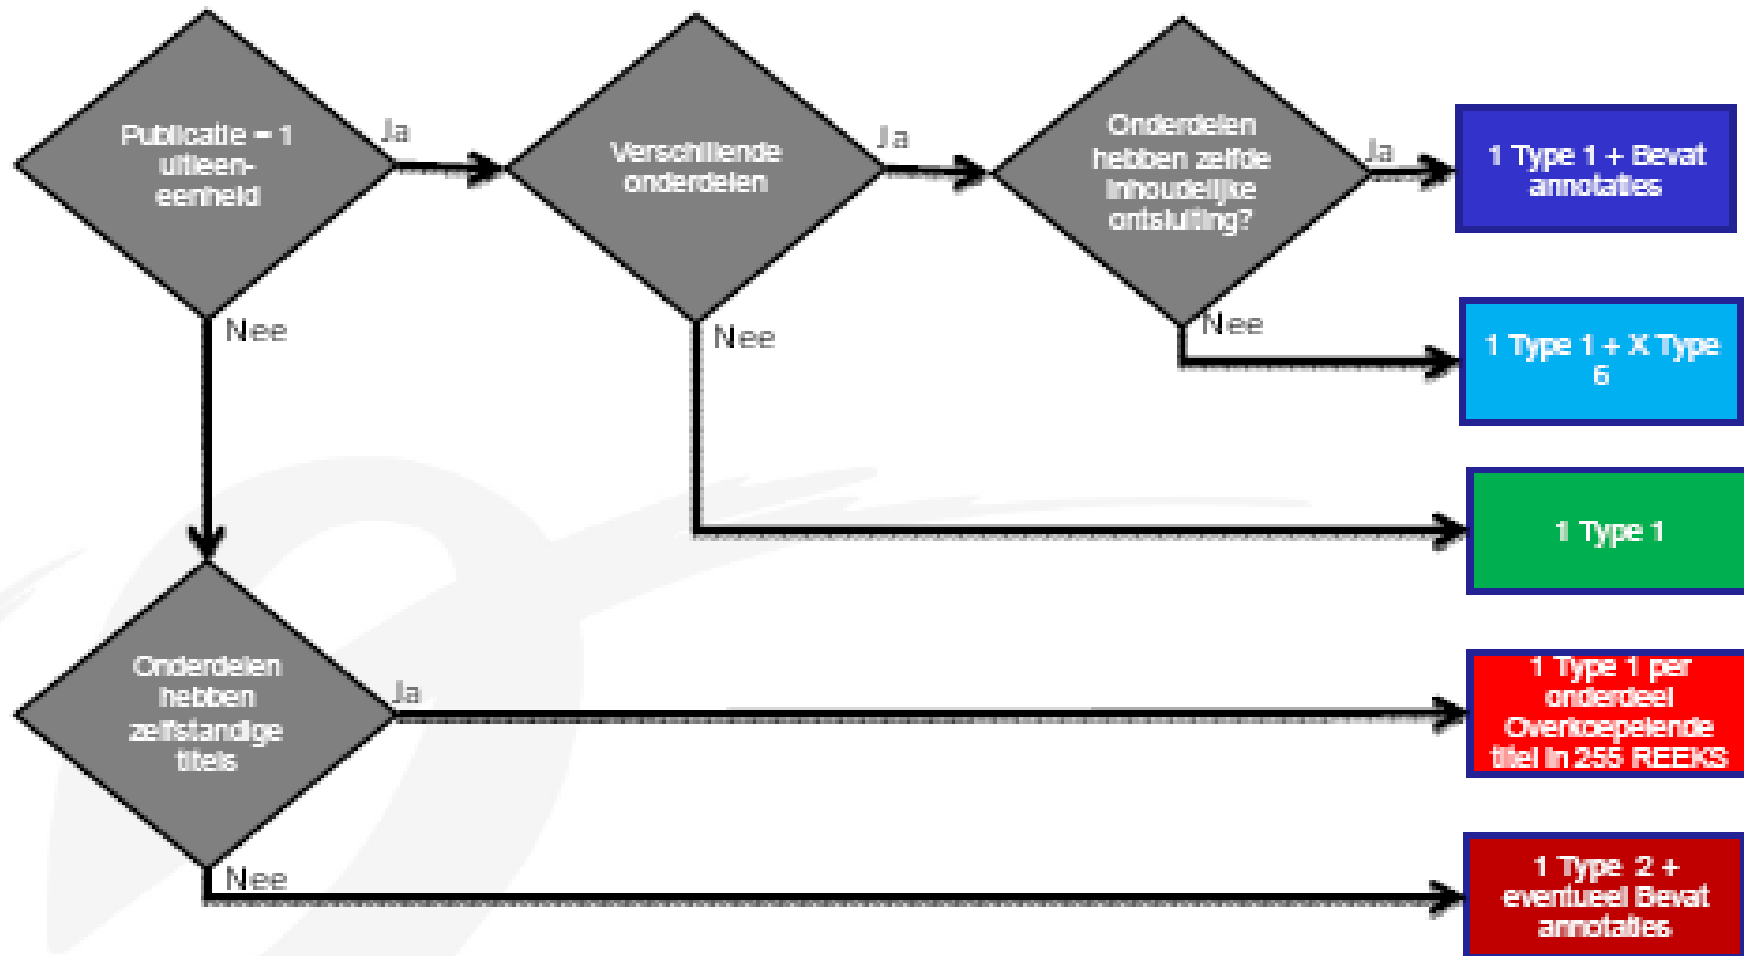 Publicatie = 1
uitleen-
eenheid
Ja
Verschillende
onderdelen
Ja
Onderdelen
hebben zelfde
inhoudelijke
ontsluiting?
Ja
1 Type 1 + Bevat
annotaties
Nee
Nee
Nee
1 Type 1 + X Type
6
1 Type 1
Onderdelen
hebben
zelfstandige
titels
Ja
1 Type 1 per
onderdeel
Overkoepelende
titel in 255 REEKS
Nee
1 Type 2 +
eventueel Bevat
annotaties